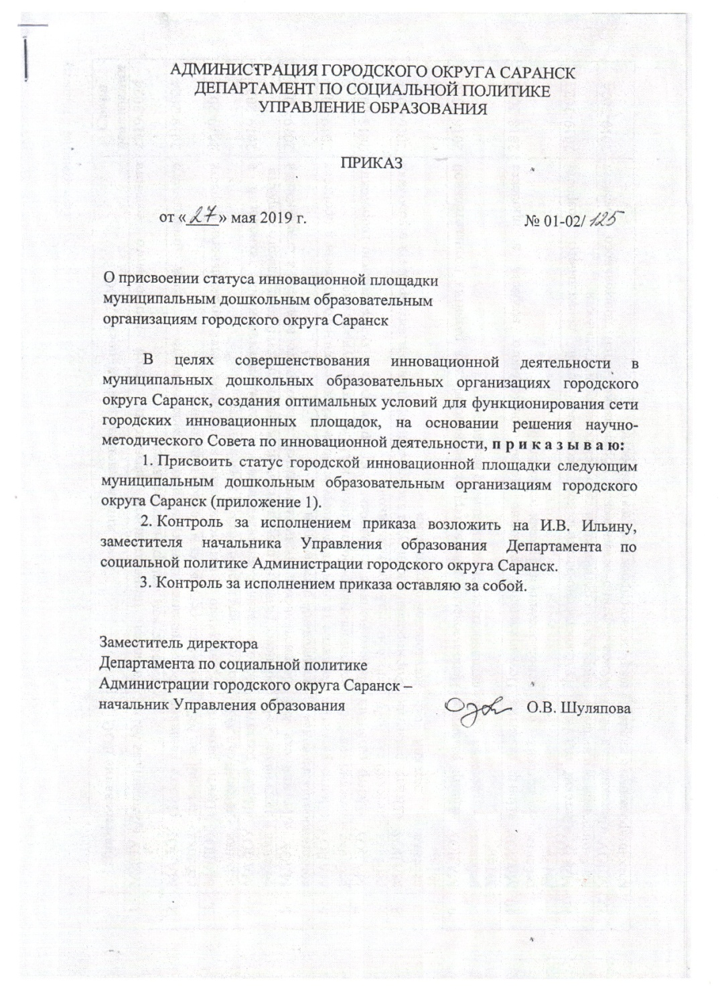 АДМИНИСТРАЦИЯ ГОРОДСКОГО ОКРУГА САРАНСК
ДЕПАРТАМЕНТ ПО СОЦИАЛЬНОЙ ПОЛИТИКЕ
УПРАВЛЕНИЕ ОБРАЗОВАНИЯ
ПРИКАЗ
от «27» мая 2019 г.
№ 01-02/125
О присвоении статуса инновационной площадки
муниципальным дошкольным образовательным
организациям городского округа Саранск
В целях совершенствования инновационной деятельности в
муниципальных дошкольных образовательных организациях городского
округа Саранск, создания оптимальных условий для функционирования сети
городских инновационных площадок, на основании решения научно-
методического Совета по инновационной деятельности, п р и к а з ы в а ю:
1. Присвоить статус городской инновационной площадки следующим
муниципальным дошкольным образовательным организациям городского
округа Саранск (приложение 1).
2. Контроль за исполнением приказа возложить на И.В. Ильину,
заместителя начальника Управления образования Департамента по
социальной политике Администрации городского округа Саранск.
3. Контроль за исполнением приказа оставляю за собой.
Заместитель директора
Департамента по социальной политике
Администрации городского округа Саранск –
начальник Управления образования
О.В. Шуляпова